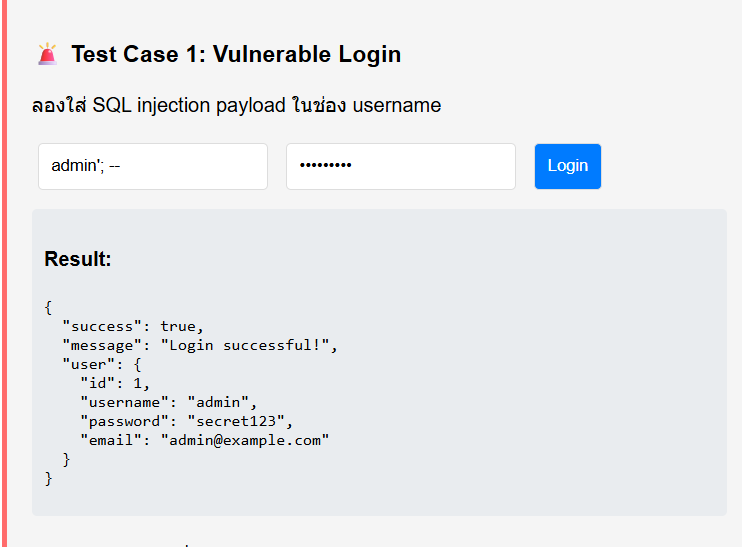 🚨 Test Case 1: Vulnerable Login
ลองใส่ SQL injection payload ในช่อง username
admin'; --
•••••••••
Login
Result:
{
  "success": true,
  "message": "Login successful!",
  "user": {
    "id": 1,
    "username": "admin",
    "password": "secret123",
    "email": "admin@example.com"
  }
}